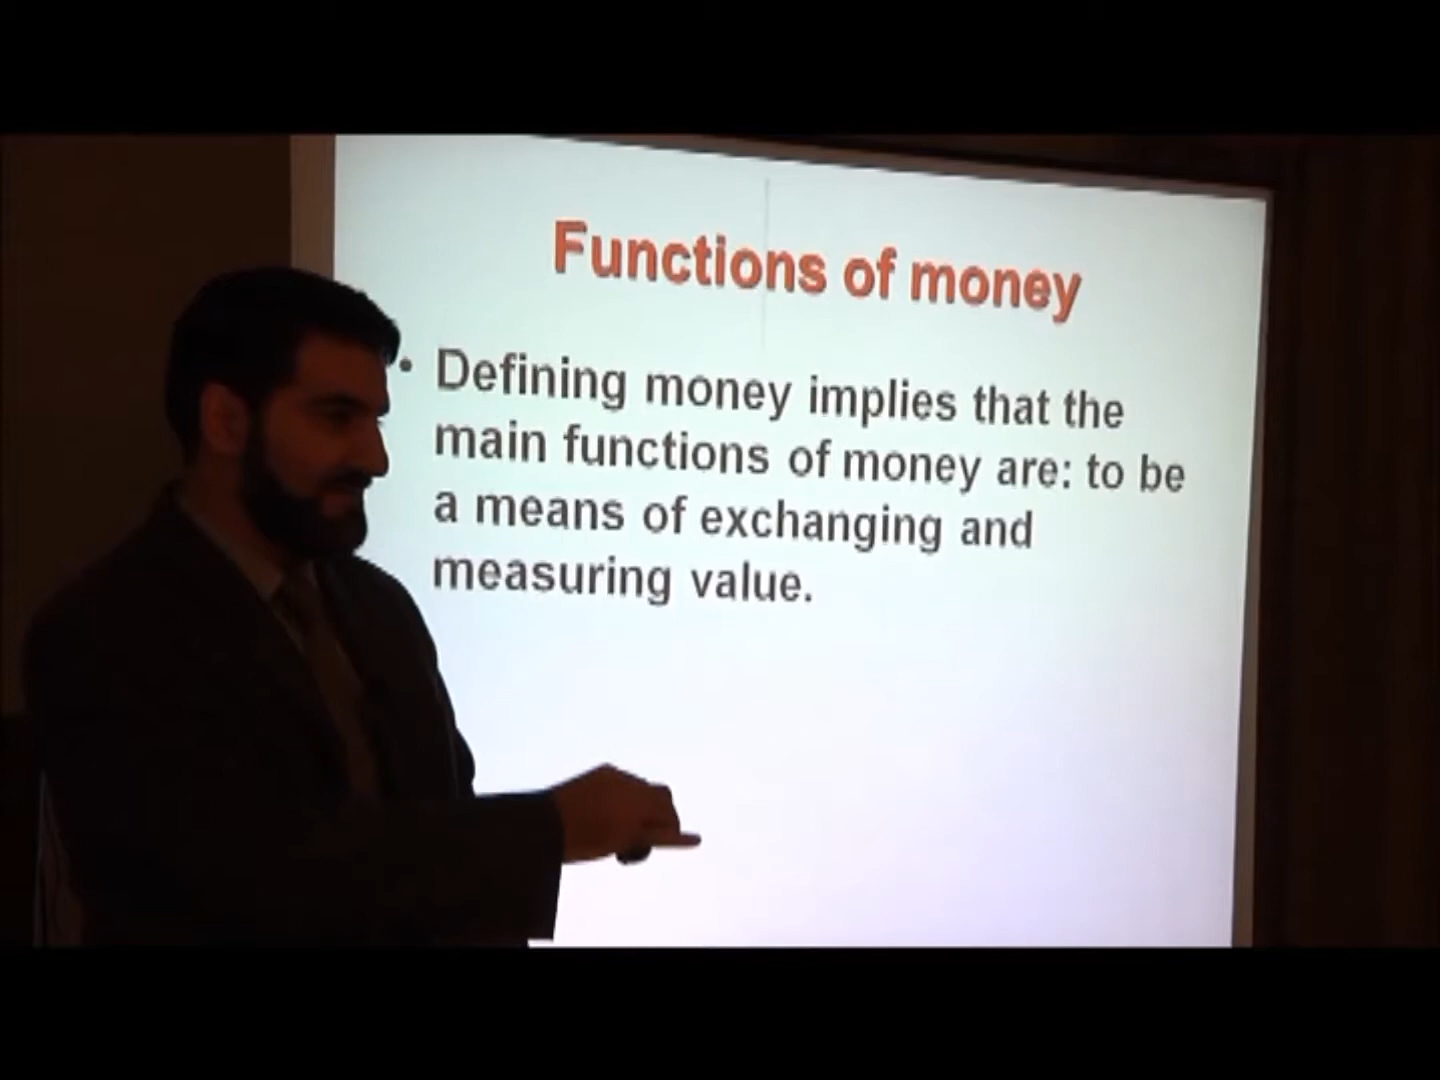 Functions of money
• Defining money implies that the
main functions of money are: to be
a means of exchanging and
measuring value.